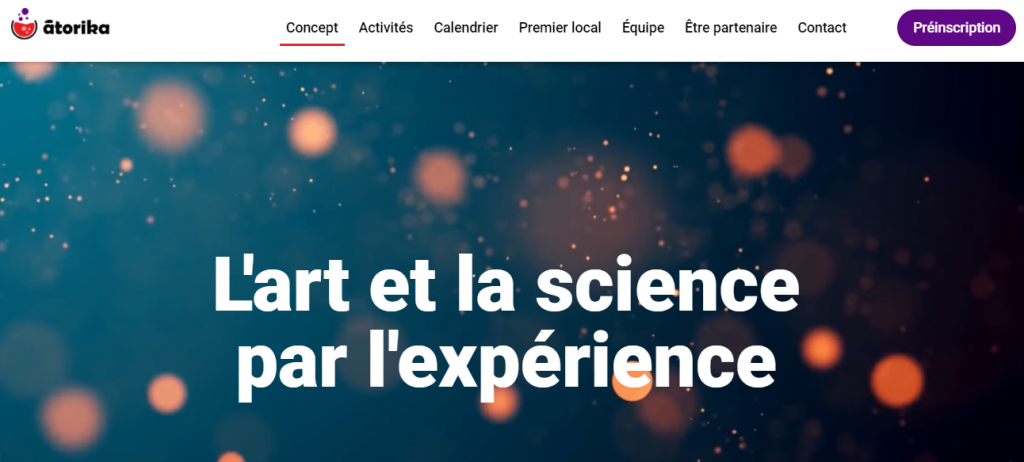 ātorika
Concept Activités Calendrier Premier local Équipe Être partenaire Contact Préinscription
L'art et la science
par l'expérience